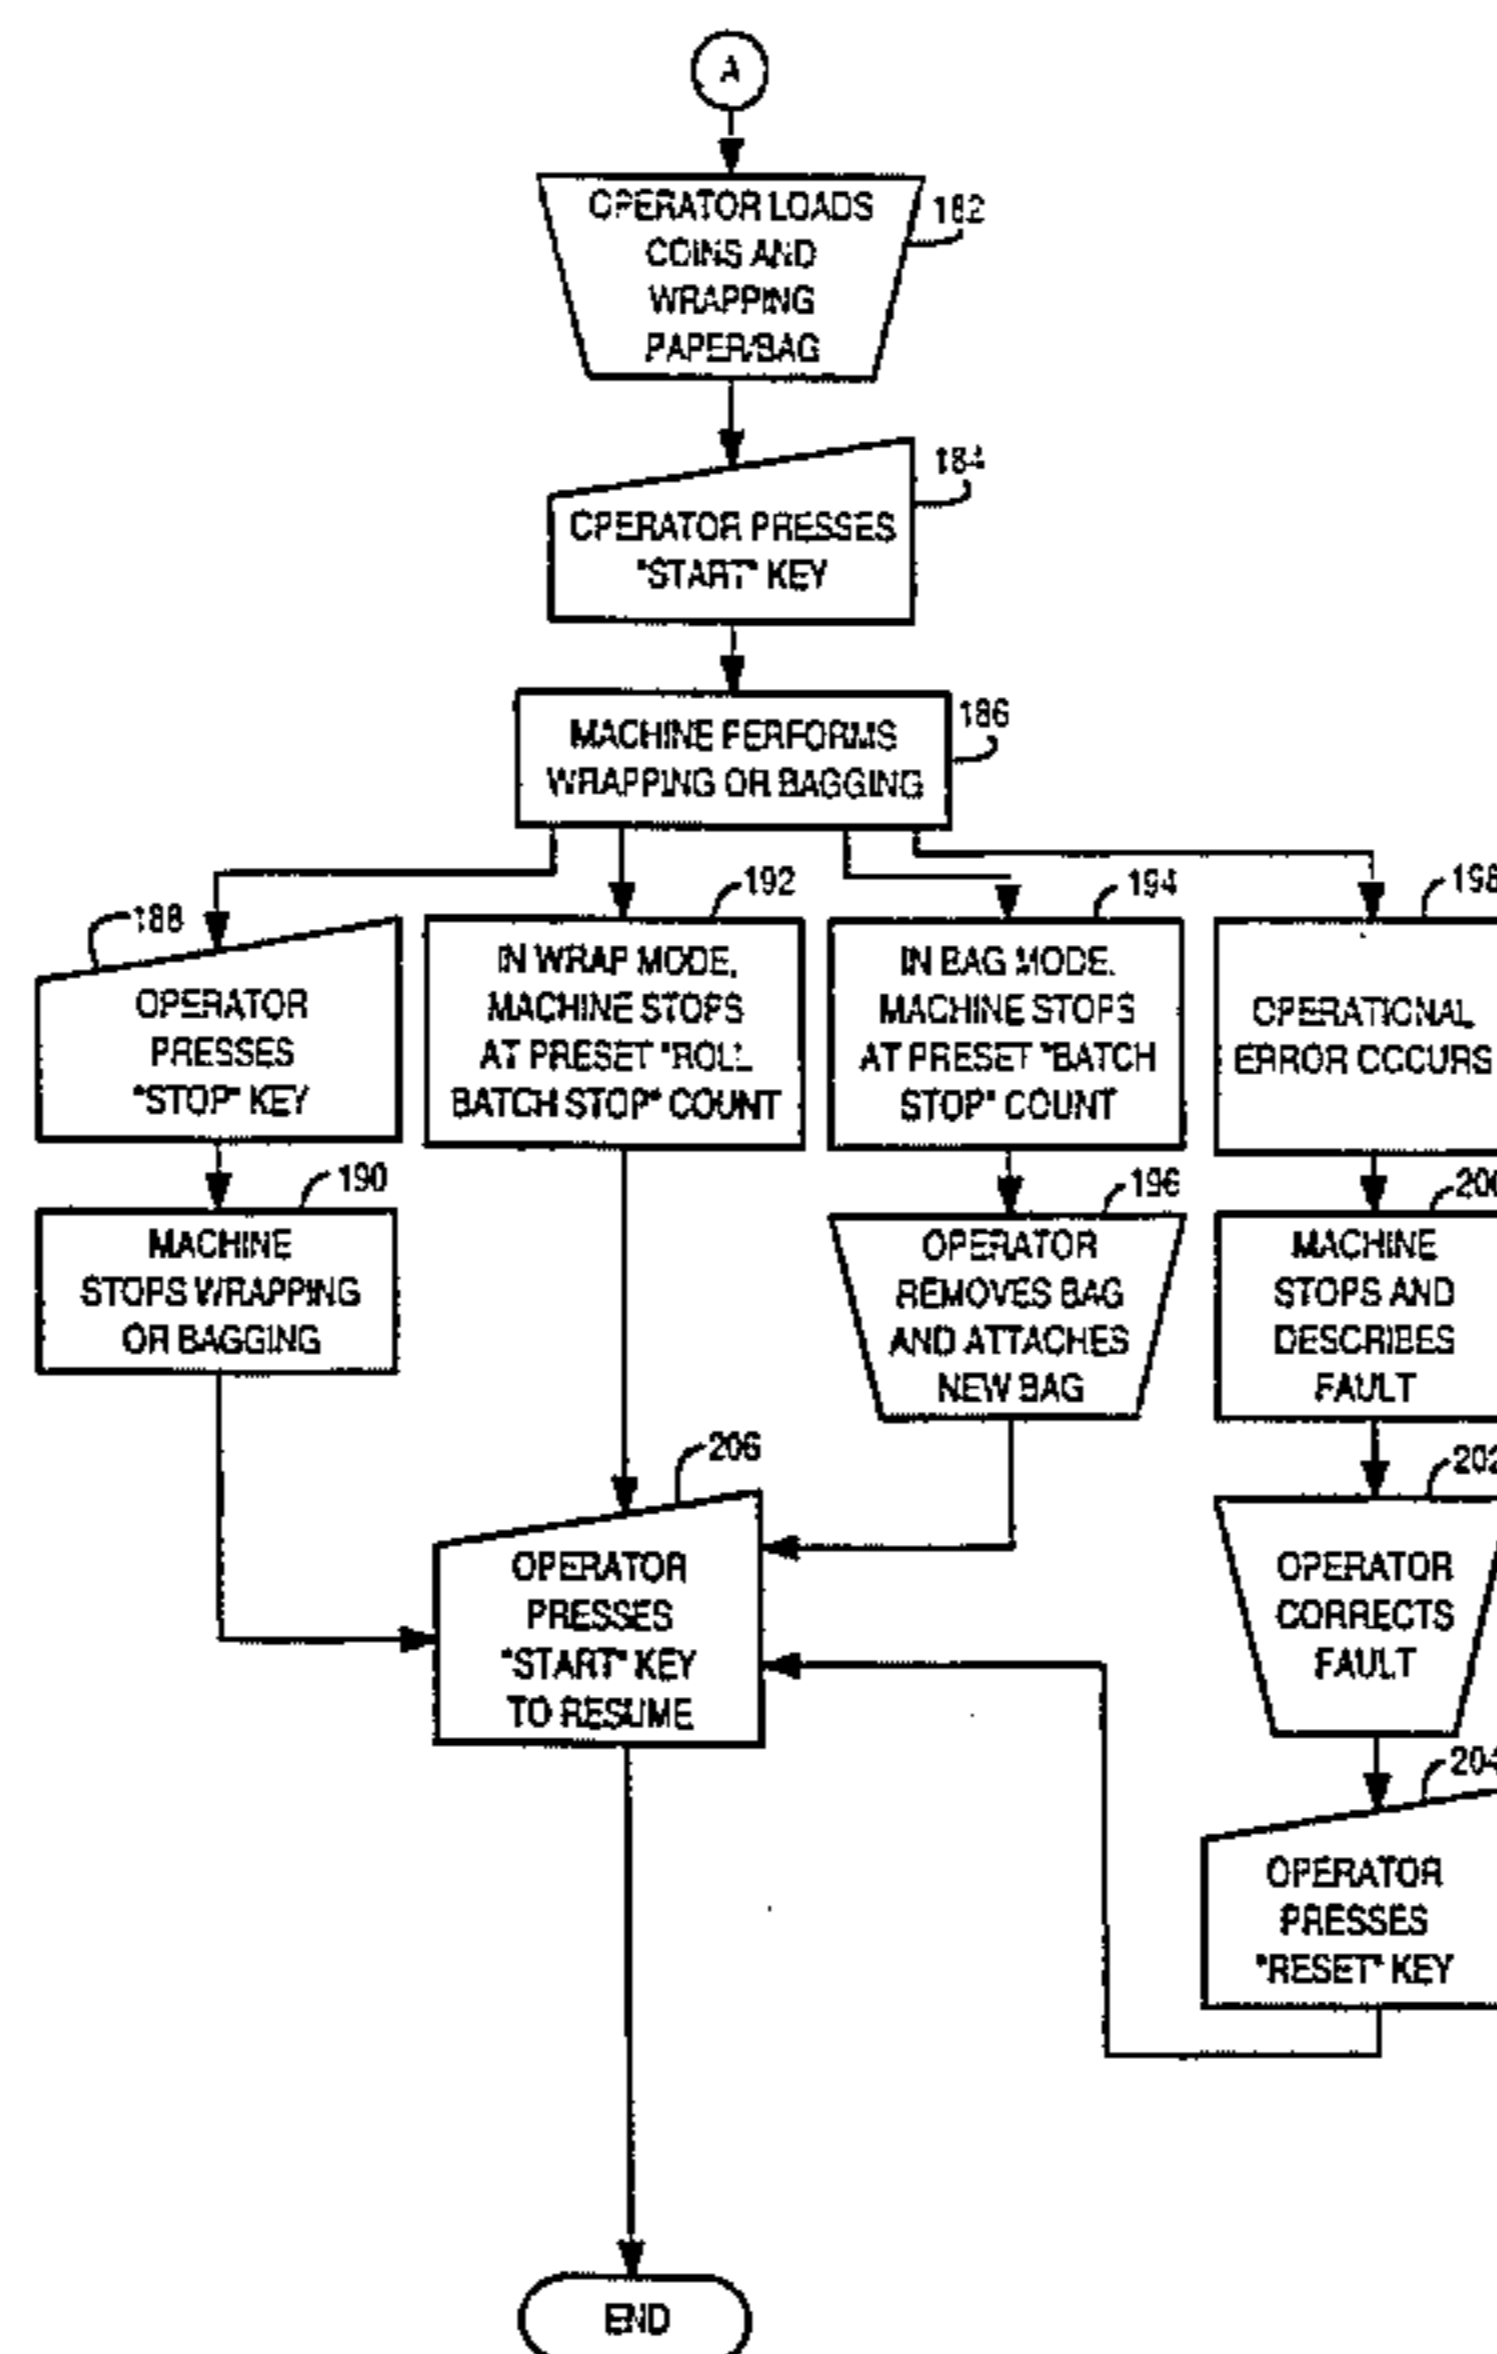 A
OPERATOR LOADS
COINS AND
WRAPPING
PAPER/BAG
182
OPERATOR PRESSES
"START" KEY
184
MACHINE PERFORMS
WRAPPING OR BAGGING
186
188
OPERATOR
PRESSES
"STOP" KEY
192
IN WRAP MODE,
MACHINE STOPS
AT PRESET "ROLL
BATCH STOP" COUNT
194
IN BAG MODE,
MACHINE STOPS
AT PRESET "BATCH
STOP" COUNT
198
OPERATIONAL
ERROR OCCURS
190
MACHINE
STOPS WRAPPING
OR BAGGING
196
OPERATOR
REMOVES BAG
AND ATTACHES
NEW BAG
200
MACHINE
STOPS AND
DESCRIBES
FAULT
206
OPERATOR
PRESSES
"START" KEY
TO RESUME
202
OPERATOR
CORRECTS
FAULT
204
OPERATOR
PRESSES
"RESET" KEY
END